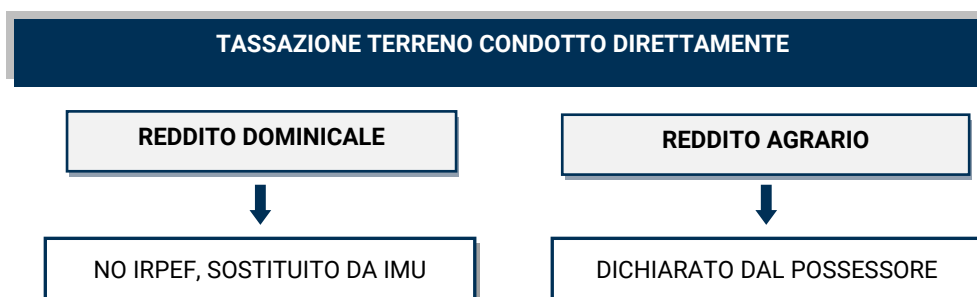 TASSAZIONE TERRENO CONDOTTO DIRETTAMENTE
REDDITO DOMINICALE
REDDITO AGRARIO
NO IRPEF, SOSTITUITO DA IMU
DICHIARATO DAL POSSESSORE